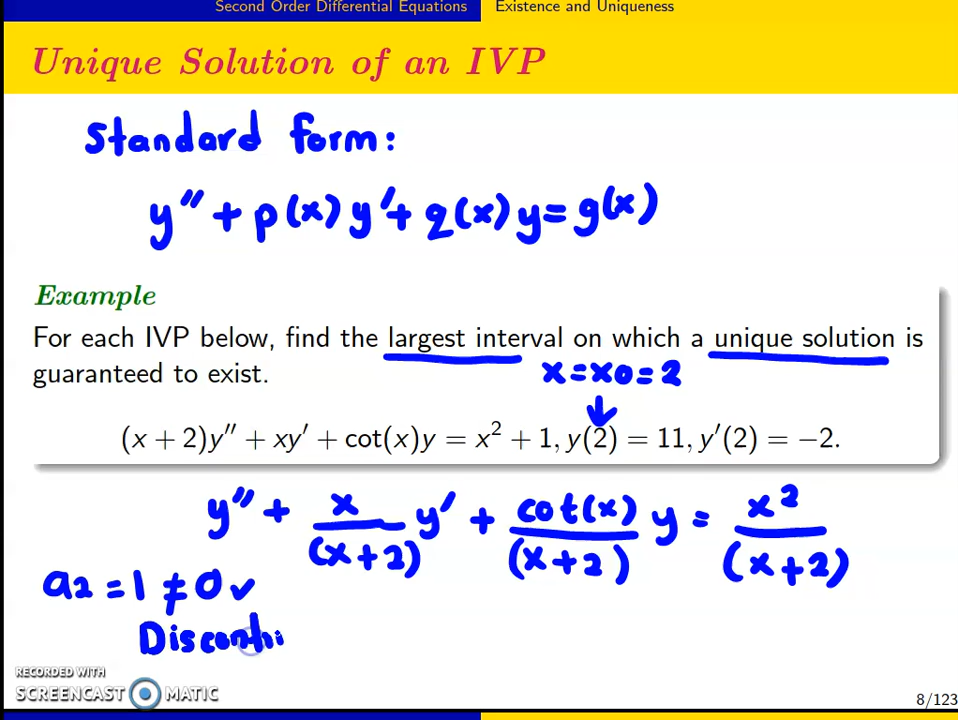 Second Order Differential Equations Existence and Uniqueness
Unique Solution of an IVP
Standard form:
y″ + p(x) y′ + q(x) y = g(x)
Example
For each IVP below, find the largest interval on which a unique solution is
guaranteed to exist.
x = x0 = 2
(x + 2)y″ + xy′ + cot(x)y = x² + 1, y(2) = 11, y′(2) = −2.
y″ + x/(x+2) y′ + cot(x)/(x+2) y = x²/(x+2)
a2 = 1 ≠ 0 ✓
RECORDED WITH
SCREENCAST MATIC
8/123